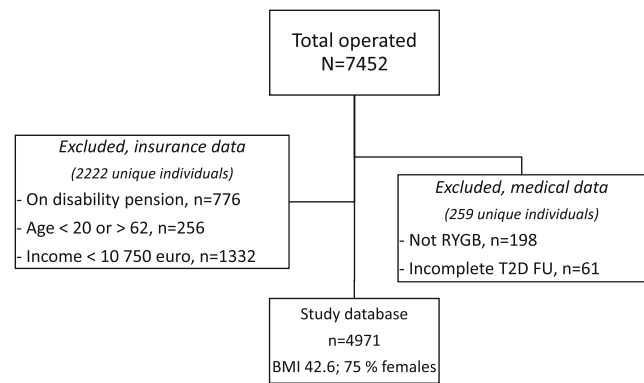 Total operated
N=7452
Excluded, insurance data
(2222 unique individuals)
- On disability pension, n=776
- Age < 20 or > 62, n=256
- Income < 10 750 euro, n=1332
Excluded, medical data
(259 unique individuals)
- Not RYGB, n=198
- Incomplete T2D FU, n=61
Study database
n=4971
BMI 42.6; 75 % females